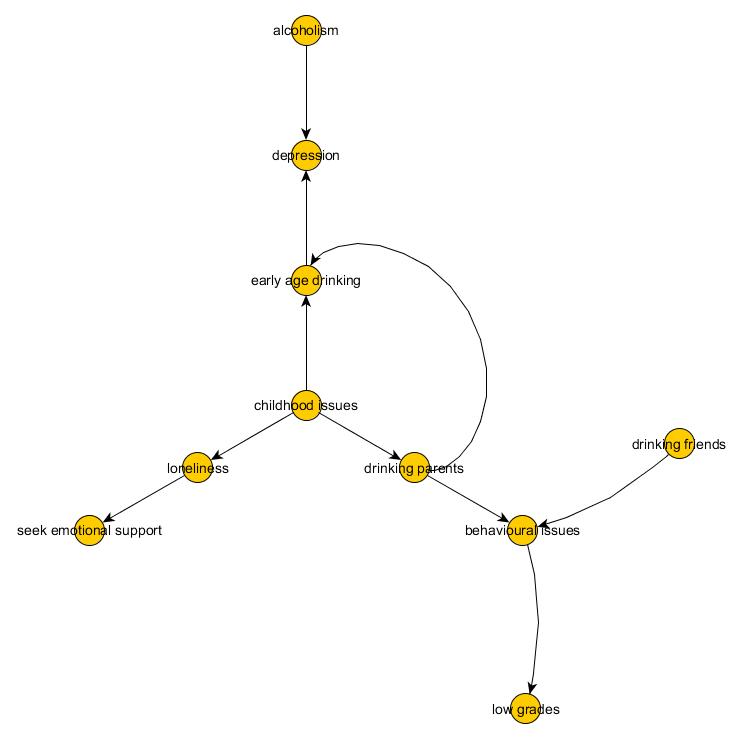 alcoholism
depression
early age drinking
childhood issues
drinking friends
loneliness
drinking parents
seek emotional support
behavioural issues
low grades